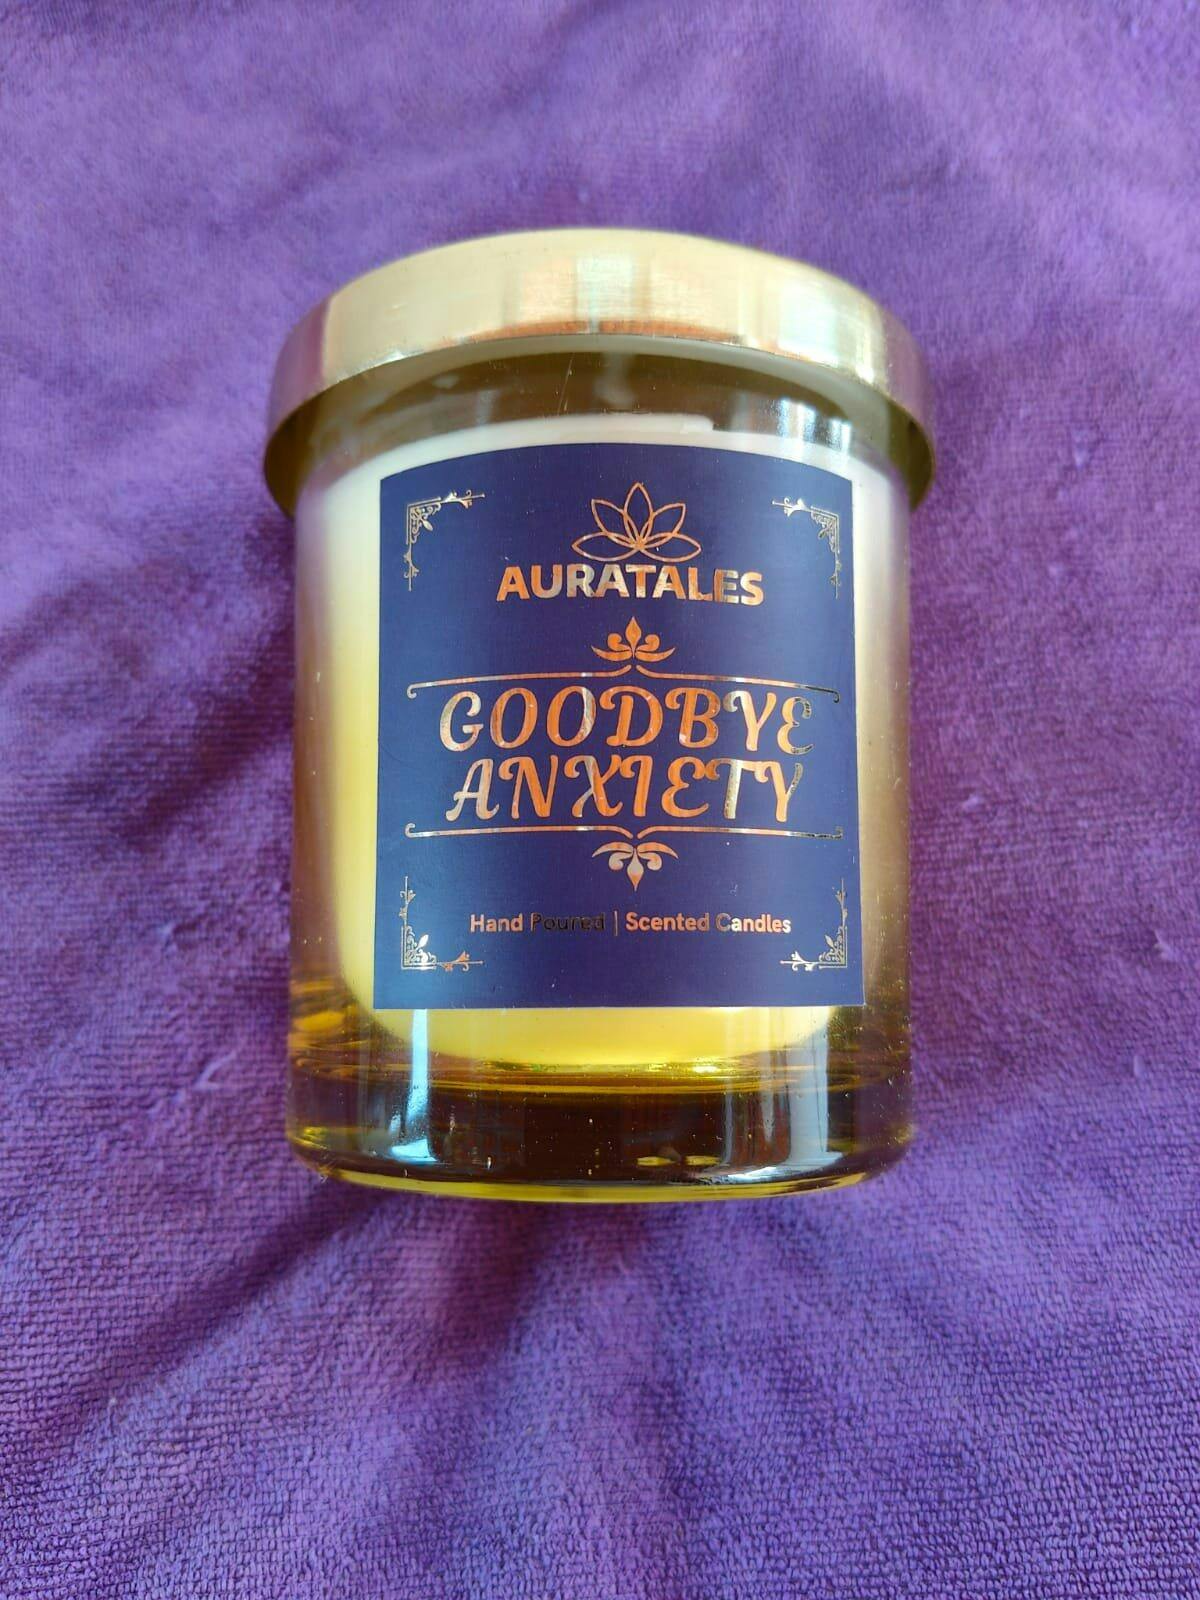 AURATALES
GOODBYE
ANXIETY
Hand Poured | Scented Candles